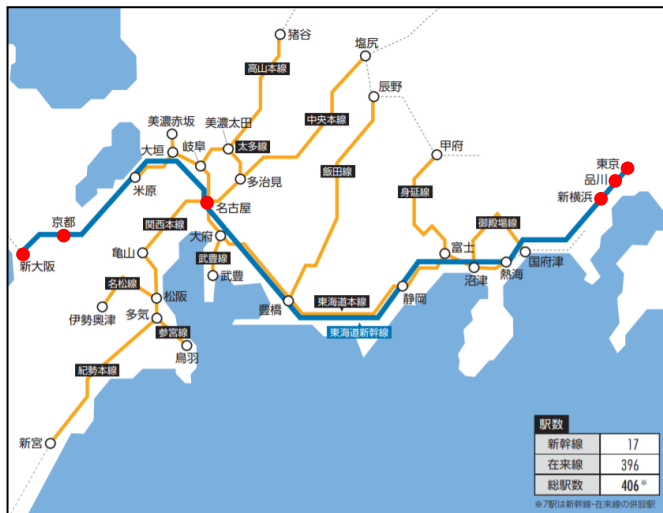 猪谷
塩尻
高山本線
辰野
美濃赤坂
美濃太田
中央本線
大垣
岐阜
太多線
甲府
東京
品川
飯田線
米原
多治見
身延線
新横浜
京都
名古屋
関西本線
御殿場線
大府
新大阪
亀山
武豊線
富士
国府津
武豊
沼津
熱海
名松線
松阪
静岡
伊勢奥津
多気
豊橋
東海道本線
参宮線
東海道新幹線
鳥羽
紀勢本線
新宮
駅数
新幹線 17
在来線 396
総駅数 406※
※7駅は新幹線・在来線の併設駅